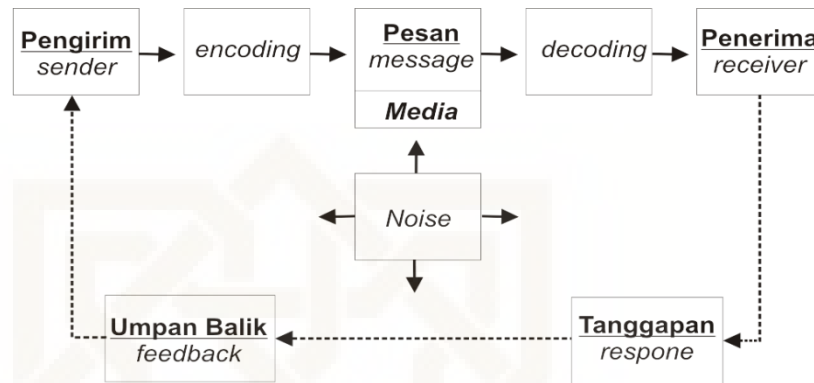 Pengirim
sender
encoding
Pesan
message
Media
decoding
Penerima
receiver
Noise
Umpan Balik
feedback
Tanggapan
respone